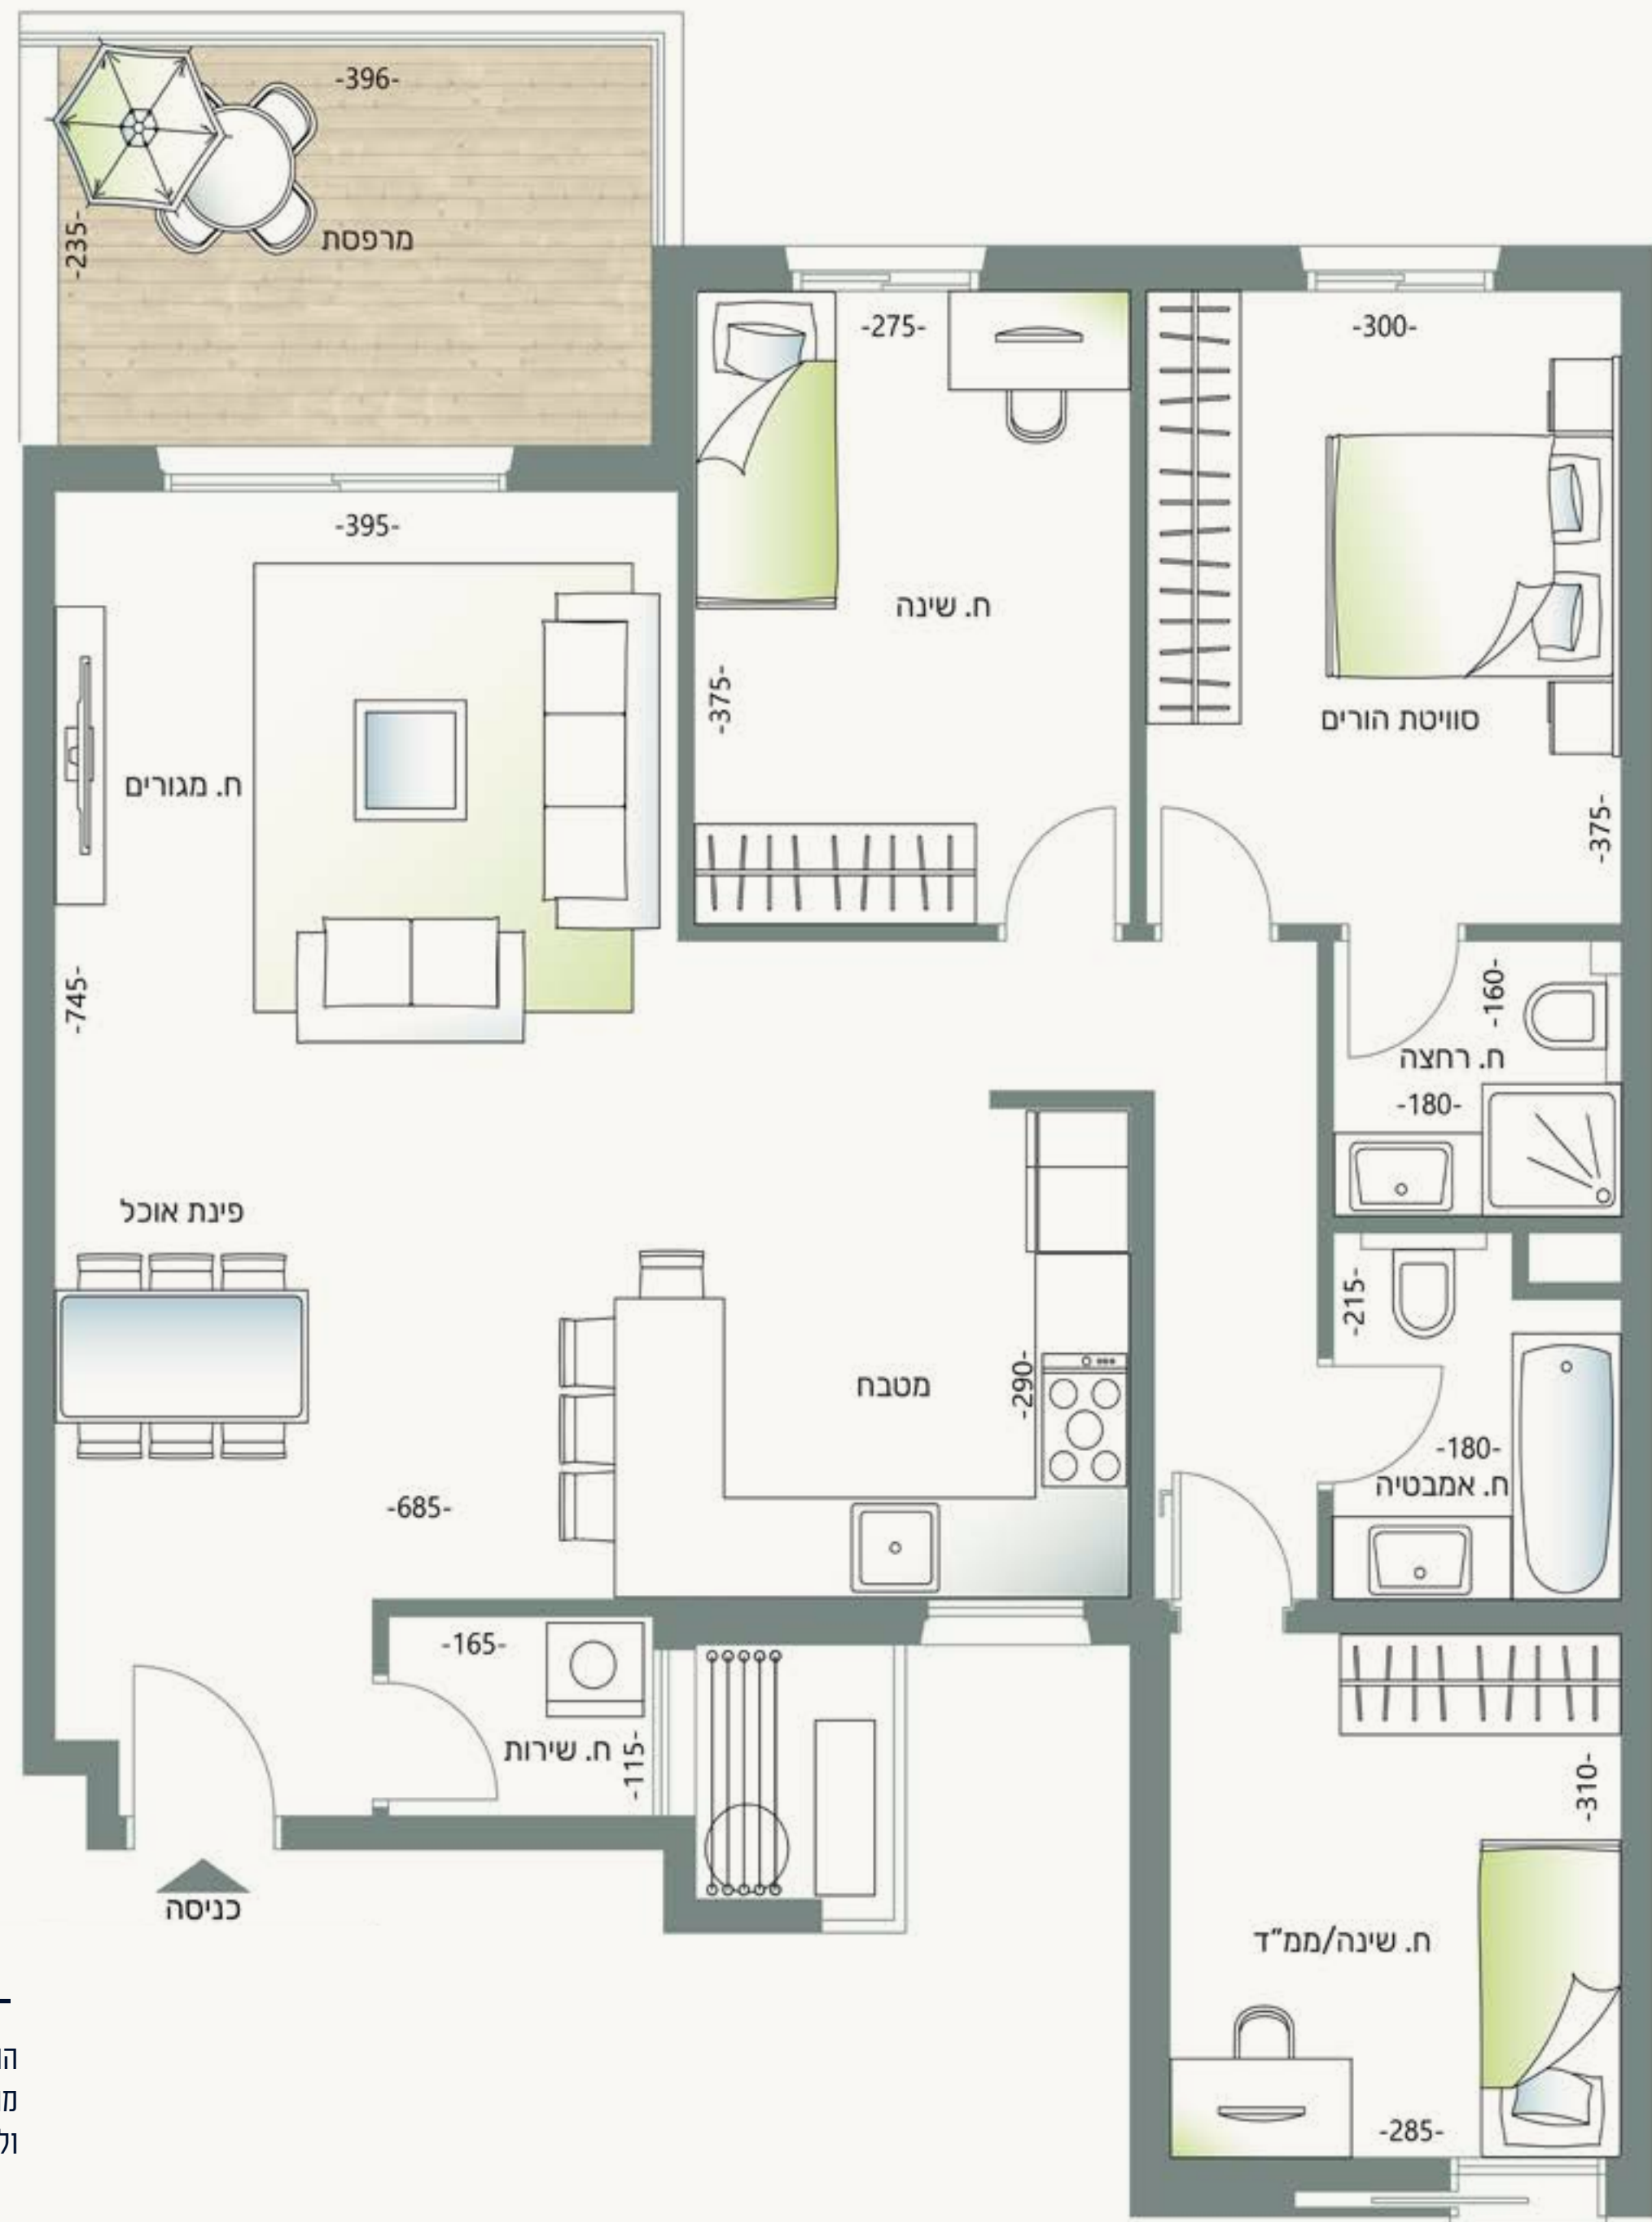 -396-
-235-
מרפסת
-275-
-300-
-395-
ח. שינה
-375-
סוויטת הורים
ח. מגורים
-375-
-745-
-160-
ח. רחצה
-180-
פינת אוכל
-215-
מטבח
-290-
-180-
ח. אמבטיה
-685-
-165-
ח. שירות
-115-
-310-
כניסה
ח. שינה/ממ"ד
-285-